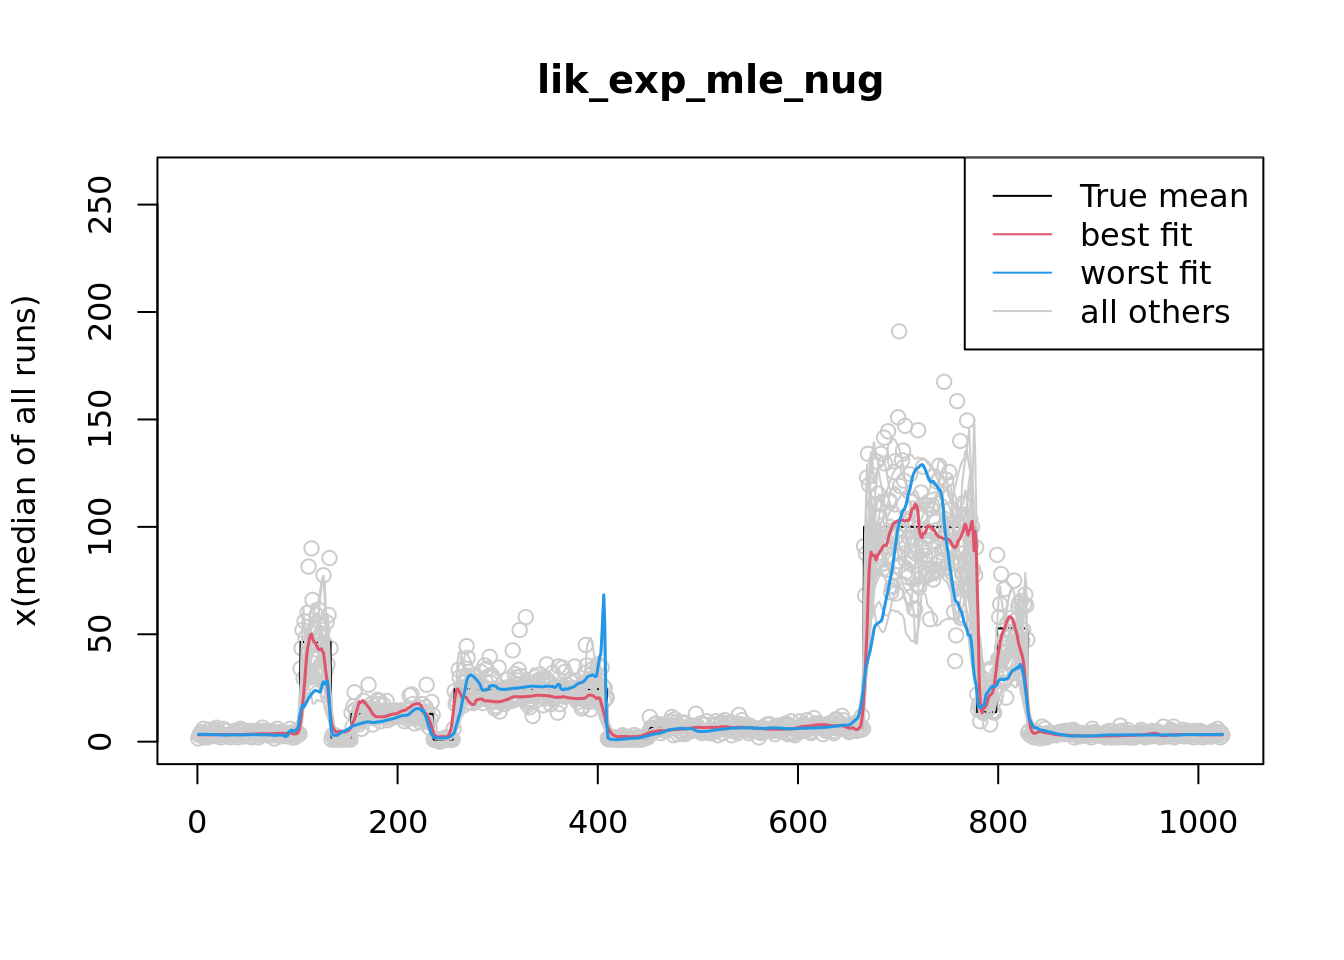 lik_exp_mle_nug
x(median of all runs)
250
200
150
100
50
0
True mean
best fit
worst fit
all others
0 200 400 600 800 1000